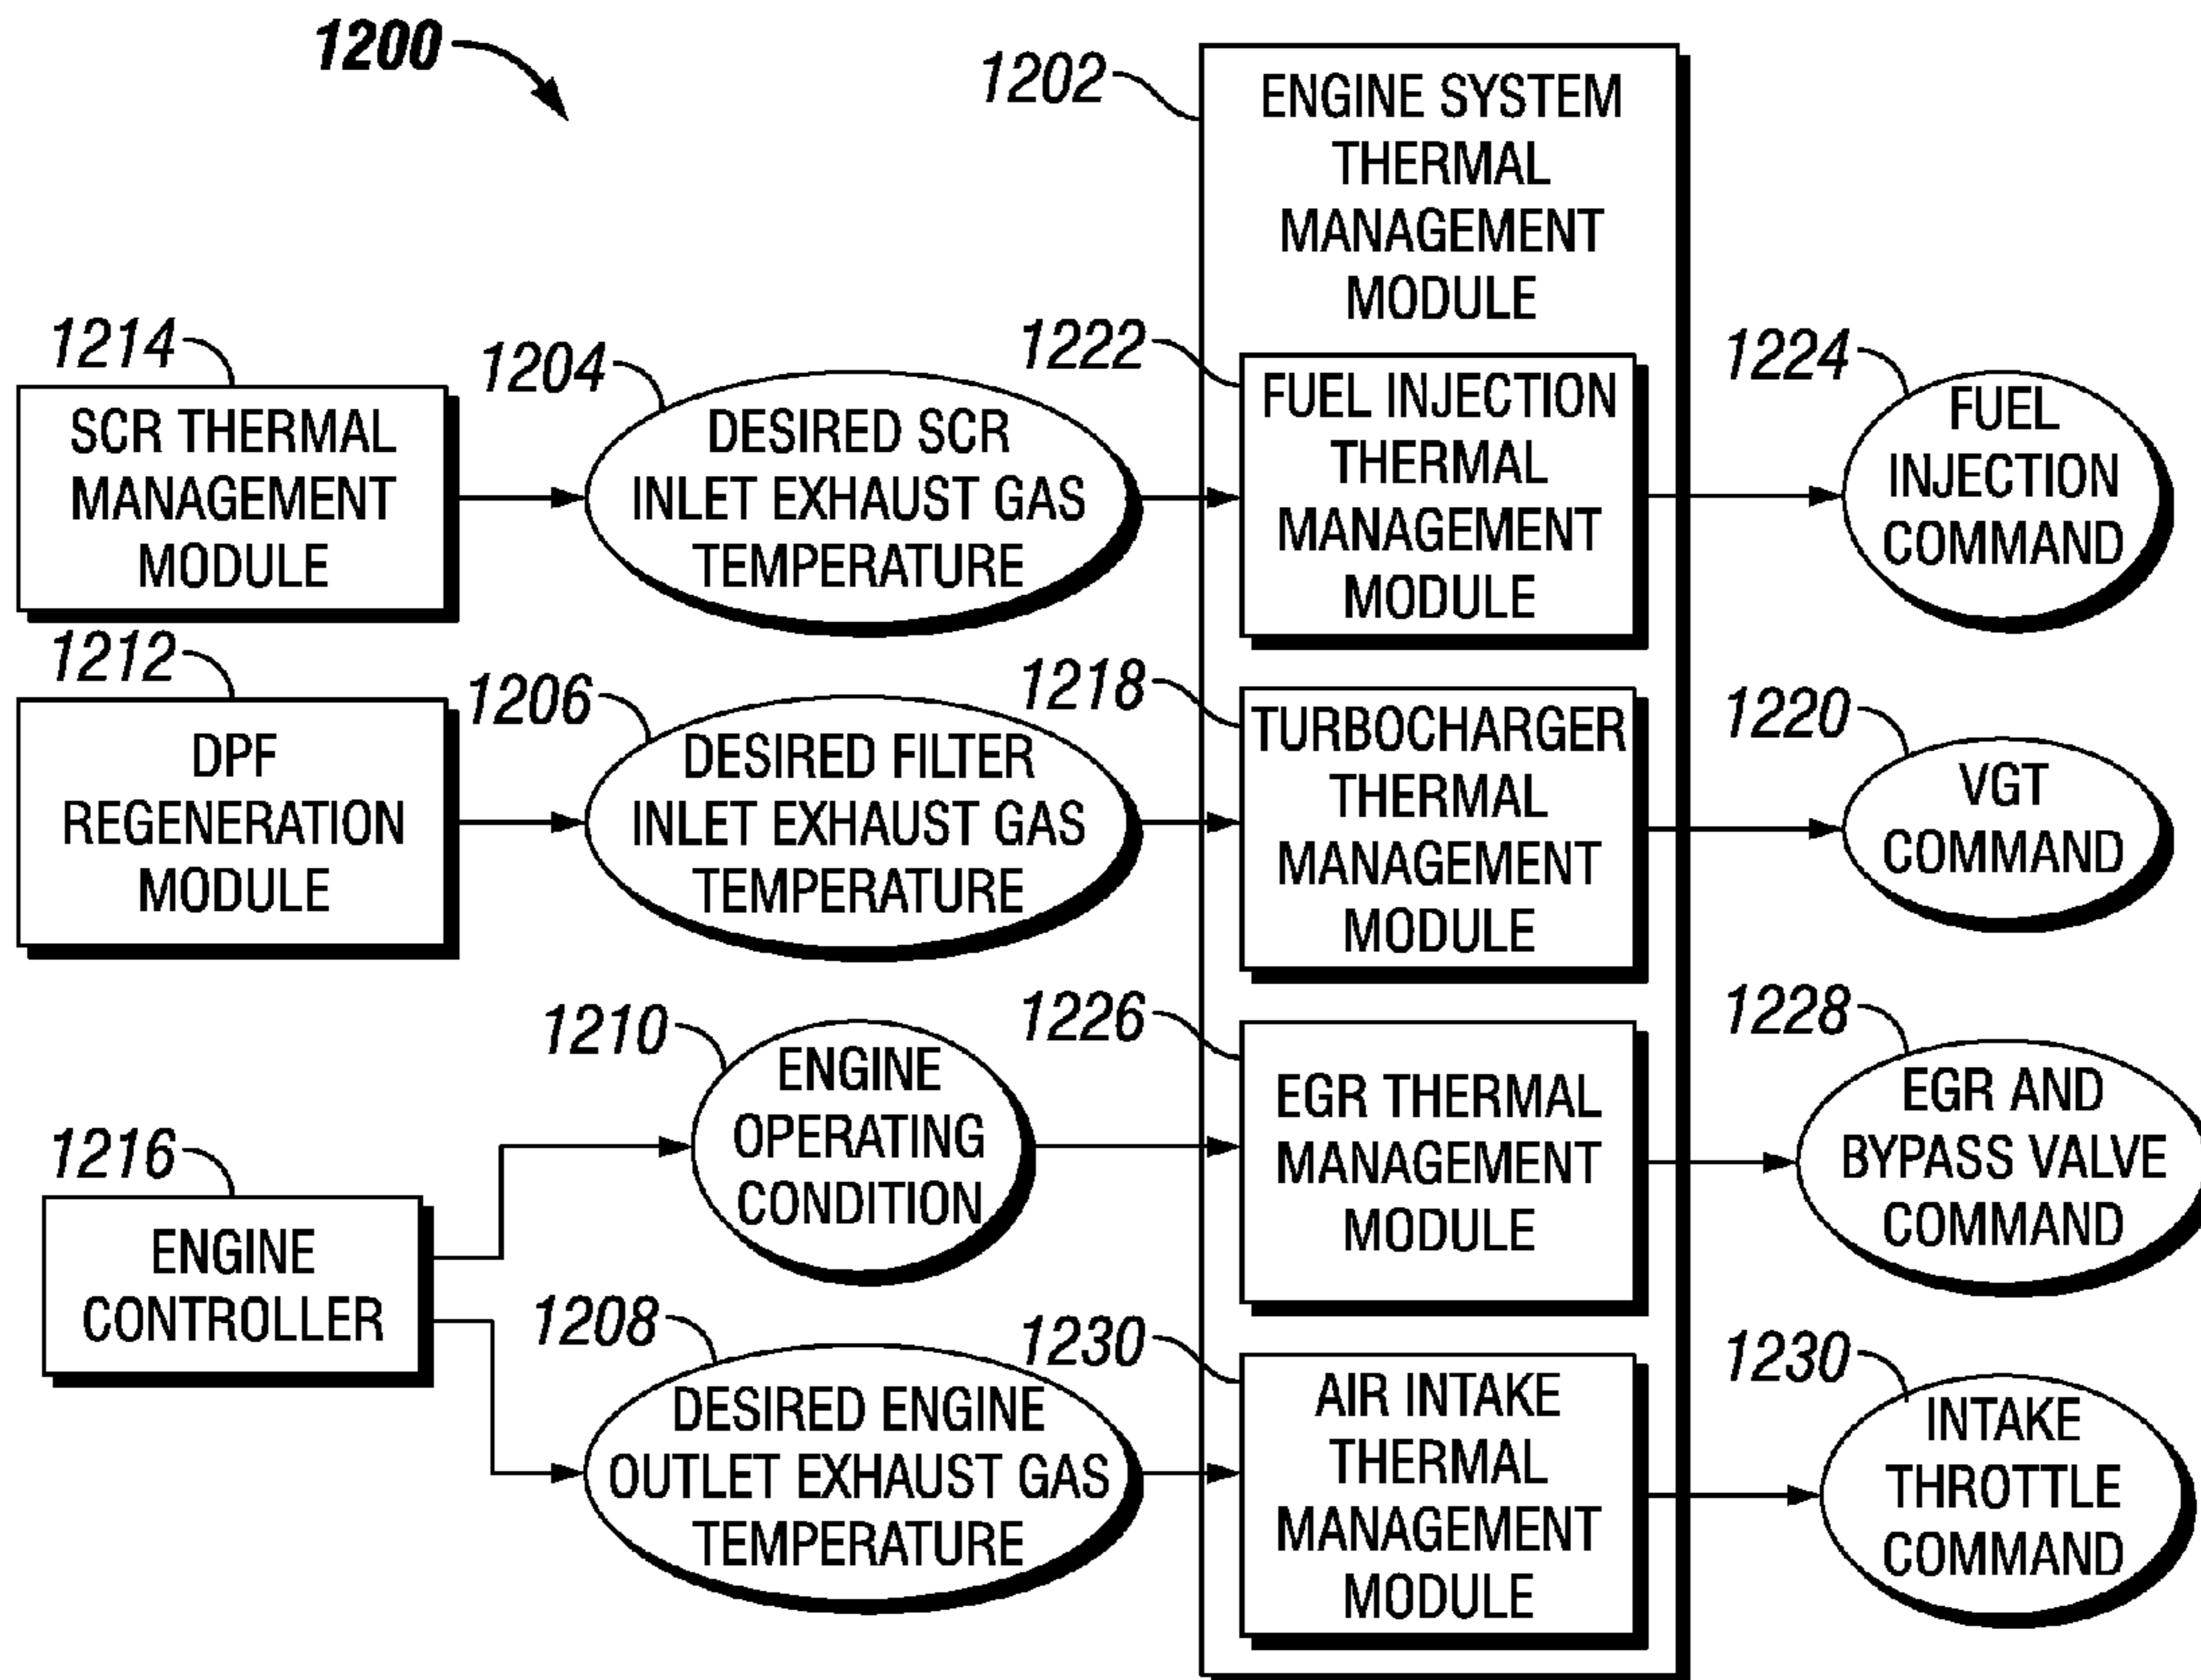 1200
1202
ENGINE SYSTEM
THERMAL
MANAGEMENT
MODULE
1214
SCR THERMAL
MANAGEMENT
MODULE
1204
DESIRED SCR
INLET EXHAUST GAS
TEMPERATURE
1222
FUEL INJECTION
THERMAL
MANAGEMENT
MODULE
1224
FUEL
INJECTION
COMMAND
1212
DPF
REGENERATION
MODULE
1206
DESIRED FILTER
INLET EXHAUST GAS
TEMPERATURE
1218
TURBOCHARGER
THERMAL
MANAGEMENT
MODULE
1220
VGT
COMMAND
1216
ENGINE
CONTROLLER
1210
ENGINE
OPERATING
CONDITION
1226
EGR THERMAL
MANAGEMENT
MODULE
1228
EGR AND
BYPASS VALVE
COMMAND
1208
DESIRED ENGINE
OUTLET EXHAUST GAS
TEMPERATURE
1230
AIR INTAKE
THERMAL
MANAGEMENT
MODULE
1230
INTAKE
THROTTLE
COMMAND